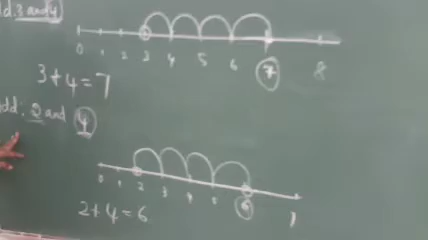 dd. 3 and 4
0 1 2 3 4 5 6 7 8
3+4=7
dd: 2 and 4
0 1 2 3 4 5 6 7
2+4=6